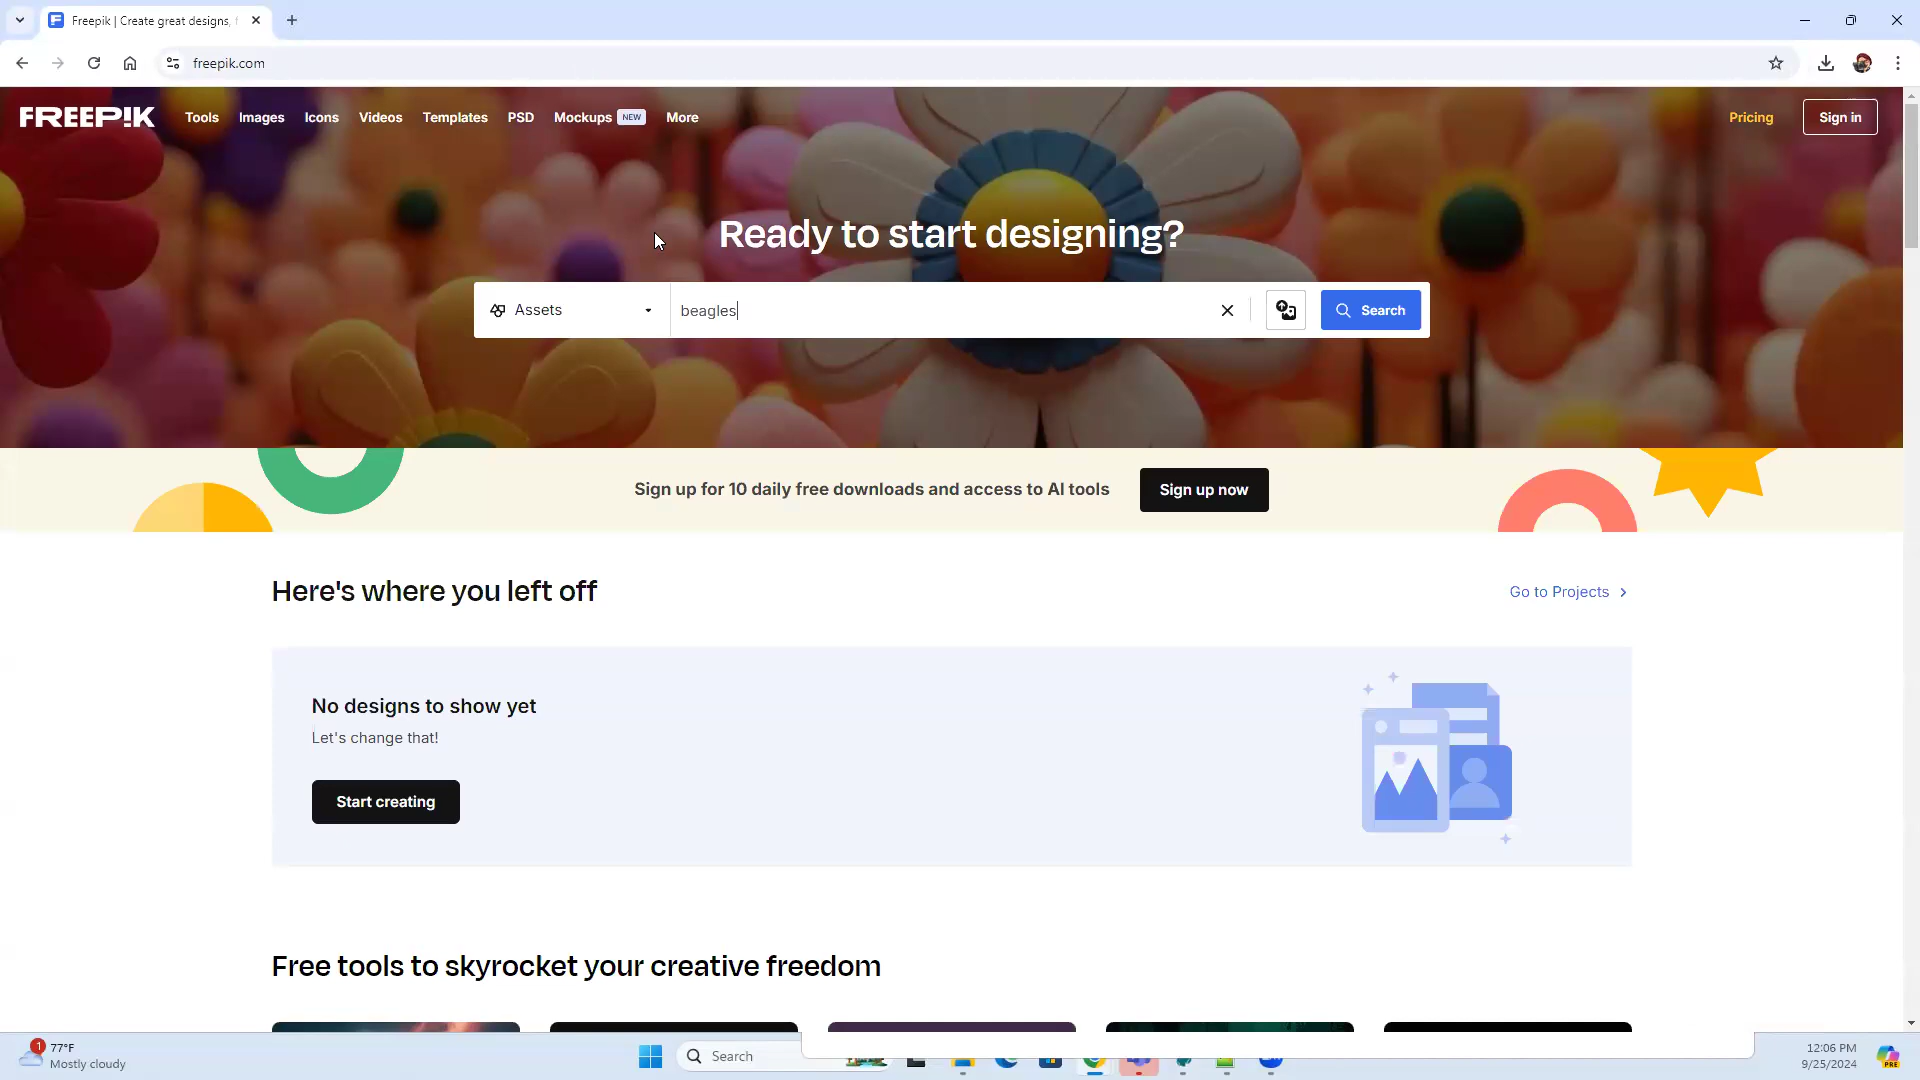 Freepik | Create great designs, f
freepik.com
FREEP!K
Tools
Images
Icons
Videos
Templates
PSD
Mockups NEW
More
Pricing
Sign in
Ready to start designing?
Assets
beagles
Search
Sign up for 10 daily free downloads and access to AI tools
Sign up now
Here's where you left off
Go to Projects
No designs to show yet
Let's change that!
Start creating
Free tools to skyrocket your creative freedom
1
77°F
Mostly cloudy
Search
12:06 PM
9/25/2024
PRE